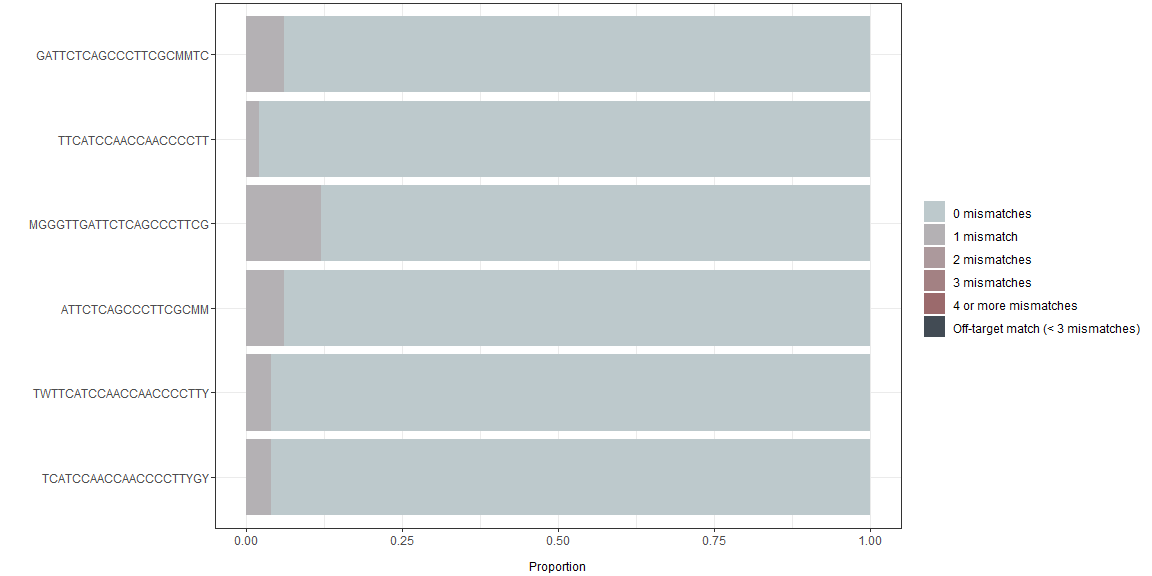 GATTCTCAGCCCTTCGCMMTC
TTCATCCAACCAACCCCTT
MGGGTTGATTCTCAGCCCTTCG
ATTCTCAGCCCTTCGCMM
TWTTCATCCAACCAACCCCTTY
TCATCCAACCAACCCCTTYGY
0.00 0.25 0.50 0.75 1.00
Proportion
0 mismatches
1 mismatch
2 mismatches
3 mismatches
4 or more mismatches
Off-target match (< 3 mismatches)